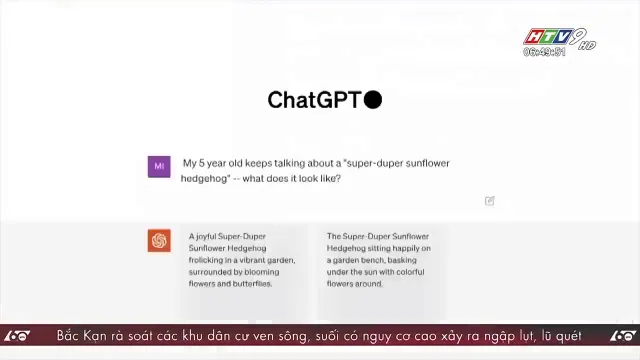 HTV9 HD
06:49:51
ChatGPT
MI
My 5 year old keeps talking about a "super-duper sunflower
hedgehog" -- what does it look like?
A joyful Super-Duper
Sunflower Hedgehog
frolicking in a vibrant garden,
surrounded by blooming
flowers and butterflies.
The Super-Duper Sunflower
Hedgehog sitting happily on
a garden bench, basking
under the sun with colorful
flowers around.
60 Bắc Kạn rà soát các khu dân cư ven sông, suối có nguy cơ cao xảy ra ngập lụt, lũ quét 60